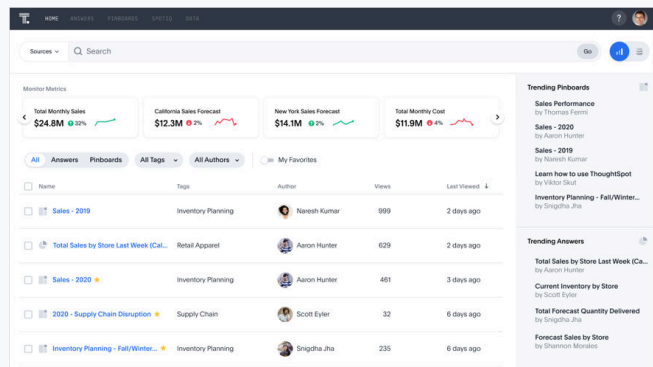 HOME ANSWERS PINBOARDS SPOTIQ DATA ?
Sources Search Go
Monitor Metrics
Total Monthly Sales
$24.8M 32%
California Sales Forecast
$12.3M 2%
New York Sales Forecast
$14.1M 2%
Total Monthly Cost
$11.9M 4%
All Answers Pinboards All Tags All Authors My Favorites
Name Tags Author Views Last Viewed
Sales - 2019 Inventory Planning Naresh Kumar 999 2 days ago
Total Sales by Store Last Week (Cal... Retail Apparel Aaron Hunter 629 2 days ago
Sales - 2020 Inventory Planning Aaron Hunter 461 3 days ago
2020 - Supply Chain Disruption Supply Chain Scott Eyler 32 6 days ago
Inventory Planning - Fall/Winter... Inventory Planning Snigdha Jha 235 6 days ago
Trending Pinboards
Sales Performance
by Thomas Fermi
Sales - 2020
by Aaron Hunter
Sales - 2019
by Naresh Kumar
Learn how to use ThoughtSpot
by Viktor Skut
Inventory Planning - Fall/Winter...
by Snigdha Jha
Trending Answers
Total Sales by Store Last Week (Ca...
by Aaron Hunter
Current Inventory by Store
by Scott Eyler
Total Forecast Quantity Delivered
by Snigdha Jha
Forecast Sales by Store
by Shannon Morales